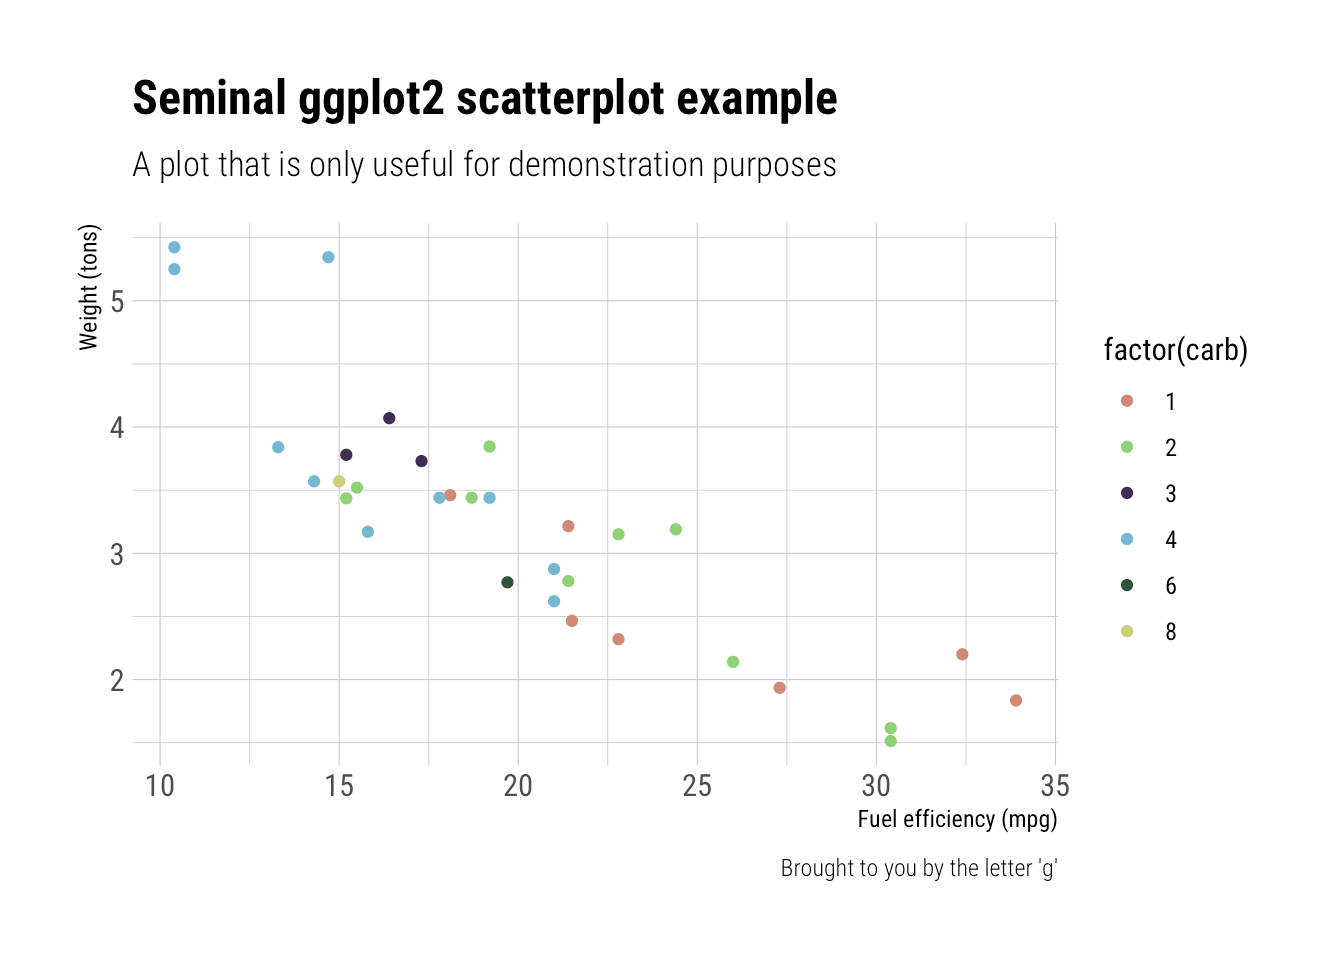 Seminal ggplot2 scatterplot example
A plot that is only useful for demonstration purposes
Weight (tons)
5
4
3
2
10 15 20 25 30 35
Fuel efficiency (mpg)
Brought to you by the letter 'g'
factor(carb)
1
2
3
4
6
8